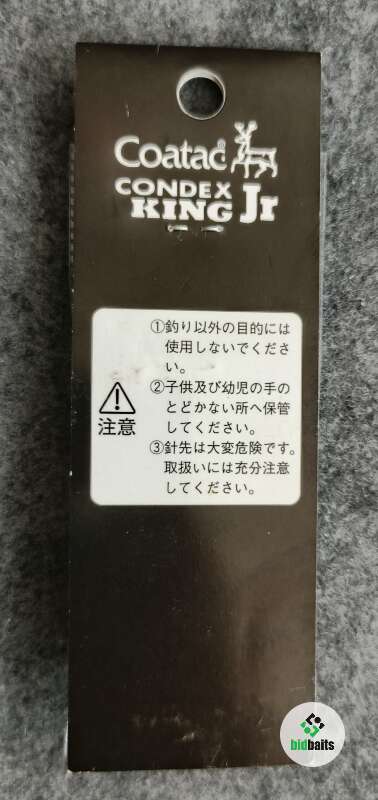 Coatac®
CONDEX
KING Jr
①釣り以外の目的には
使用しないでくださ
い。
②子供及び幼児の手の
とどかない所へ保管
してください。
③針先は大変危険です。
取扱いには充分注意
してください。
注意
bidbaits